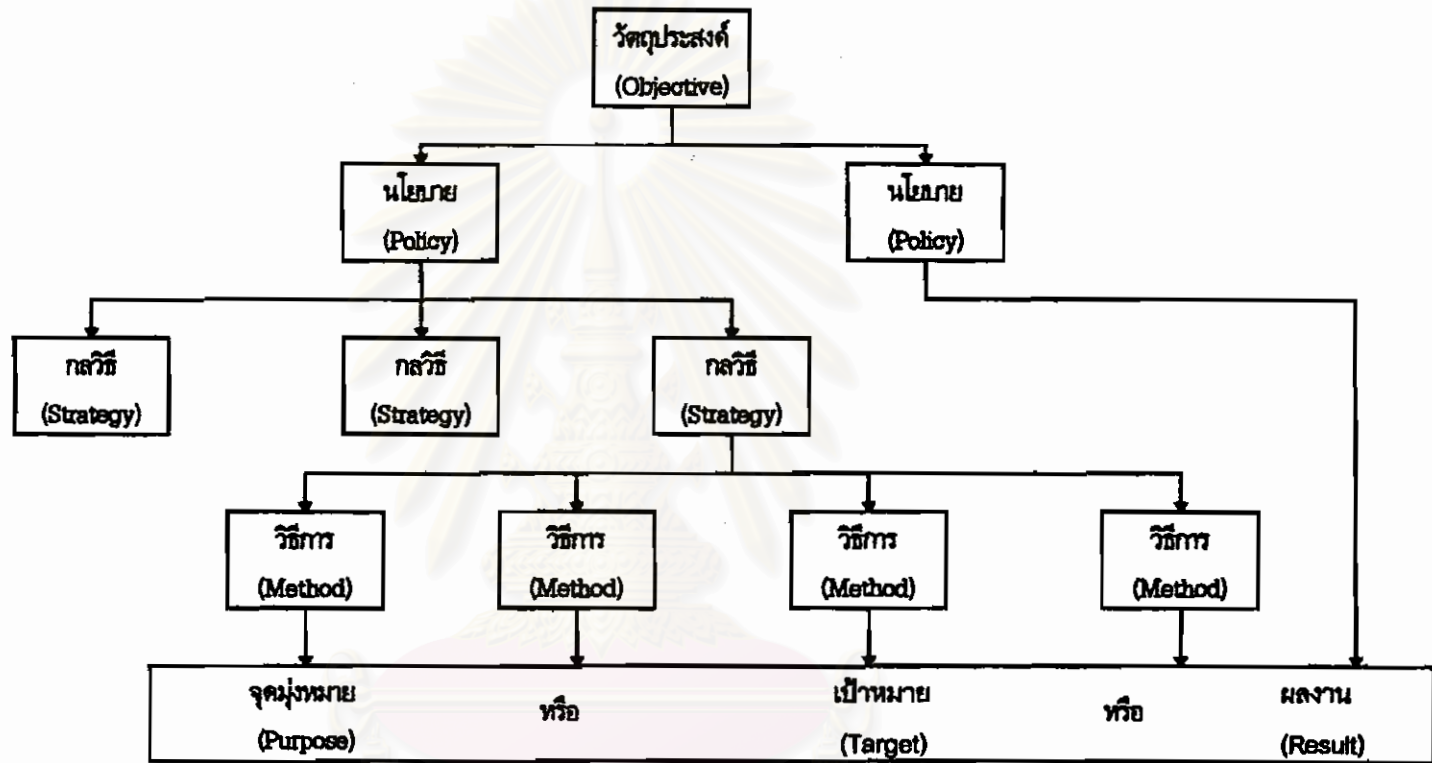 วัตถุประสงค์
(Objective)
นโยบาย
(Policy)
นโยบาย
(Policy)
กลวิธี
(Strategy)
กลวิธี
(Strategy)
กลวิธี
(Strategy)
วิธีการ
(Method)
วิธีการ
(Method)
วิธีการ
(Method)
วิธีการ
(Method)
จุดมุ่งหมาย
(Purpose)
หรือ
เป้าหมาย
(Target)
หรือ
ผลงาน
(Result)